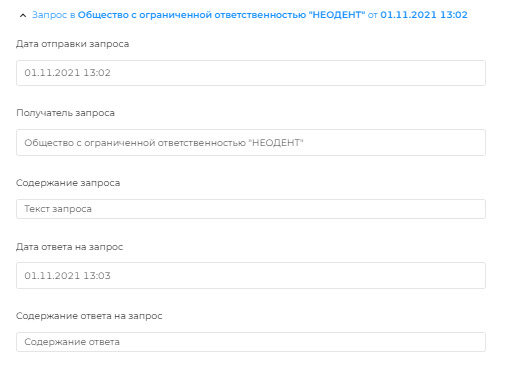 Запрос в Общество с ограниченной ответственностью "НЕОДЕНТ" от 01.11.2021 13:02
Дата отправки запроса
01.11.2021 13:02
Получатель запроса
Общество с ограниченной ответственностью "НЕОДЕНТ"
Содержание запроса
Текст запроса
Дата ответа на запрос
01.11.2021 13:03
Содержание ответа на запрос
Содержание ответа